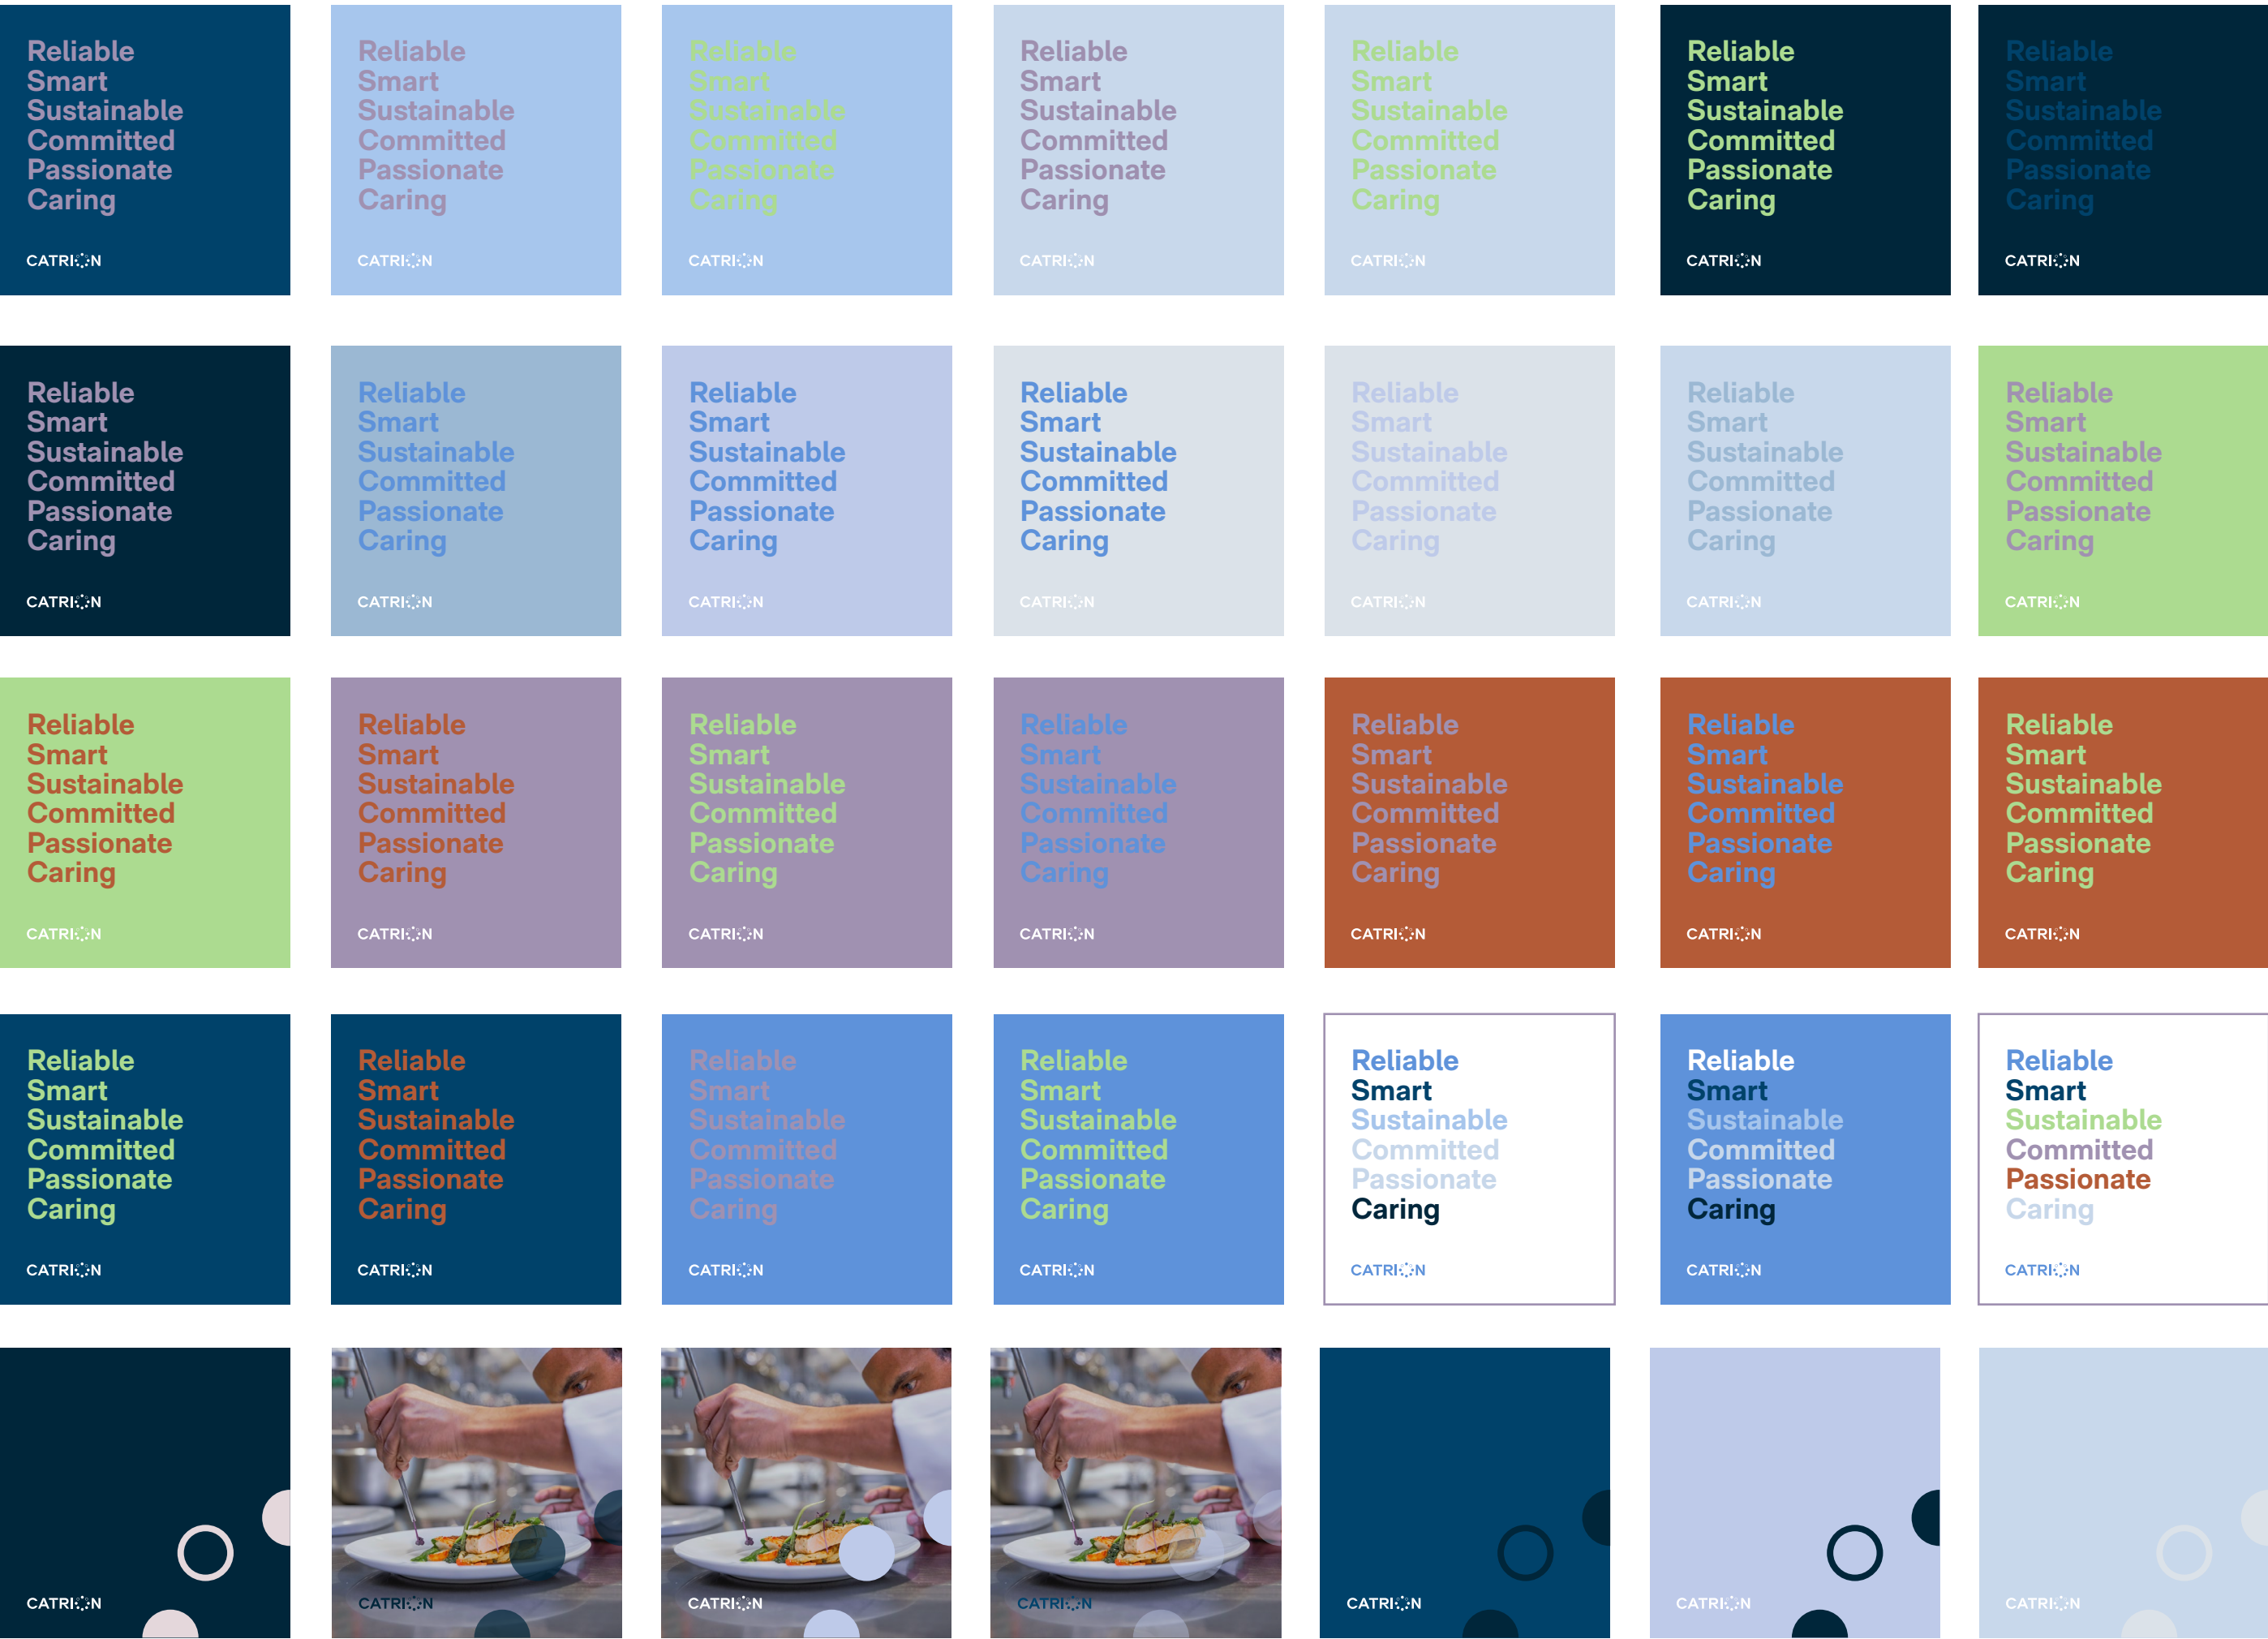 Reliable
Smart
Sustainable
Committed
Passionate
Caring
CATRION
Reliable
Smart
Sustainable
Committed
Passionate
Caring
CATRION
Reliable
Smart
Sustainable
Committed
Passionate
Caring
CATRION
Reliable
Smart
Sustainable
Committed
Passionate
Caring
CATRION
Reliable
Smart
Sustainable
Committed
Passionate
Caring
CATRION
Reliable
Smart
Sustainable
Committed
Passionate
Caring
CATRION
Reliable
Smart
Sustainable
Committed
Passionate
Caring
CATRION
Reliable
Smart
Sustainable
Committed
Passionate
Caring
CATRION
Reliable
Smart
Sustainable
Committed
Passionate
Caring
CATRION
Reliable
Smart
Sustainable
Committed
Passionate
Caring
CATRION
Reliable
Smart
Sustainable
Committed
Passionate
Caring
CATRION
Reliable
Smart
Sustainable
Committed
Passionate
Caring
CATRION
Reliable
Smart
Sustainable
Committed
Passionate
Caring
CATRION
Reliable
Smart
Sustainable
Committed
Passionate
Caring
CATRION
Reliable
Smart
Sustainable
Committed
Passionate
Caring
CATRION
Reliable
Smart
Sustainable
Committed
Passionate
Caring
CATRION
Reliable
Smart
Sustainable
Committed
Passionate
Caring
CATRION
Reliable
Smart
Sustainable
Committed
Passionate
Caring
CATRION
Reliable
Smart
Sustainable
Committed
Passionate
Caring
CATRION
Reliable
Smart
Sustainable
Committed
Passionate
Caring
CATRION
Reliable
Smart
Sustainable
Committed
Passionate
Caring
CATRION
Reliable
Smart
Sustainable
Committed
Passionate
Caring
CATRION
Reliable
Smart
Sustainable
Committed
Passionate
Caring
CATRION
Reliable
Smart
Sustainable
Committed
Passionate
Caring
CATRION
Reliable
Smart
Sustainable
Committed
Passionate
Caring
CATRION
Reliable
Smart
Sustainable
Committed
Passionate
Caring
CATRION
Reliable
Smart
Sustainable
Committed
Passionate
Caring
CATRION
Reliable
Smart
Sustainable
Committed
Passionate
Caring
CATRION
CATRION
CATRION
CATRION
CATRION
CATRION
CATRION
CATRION